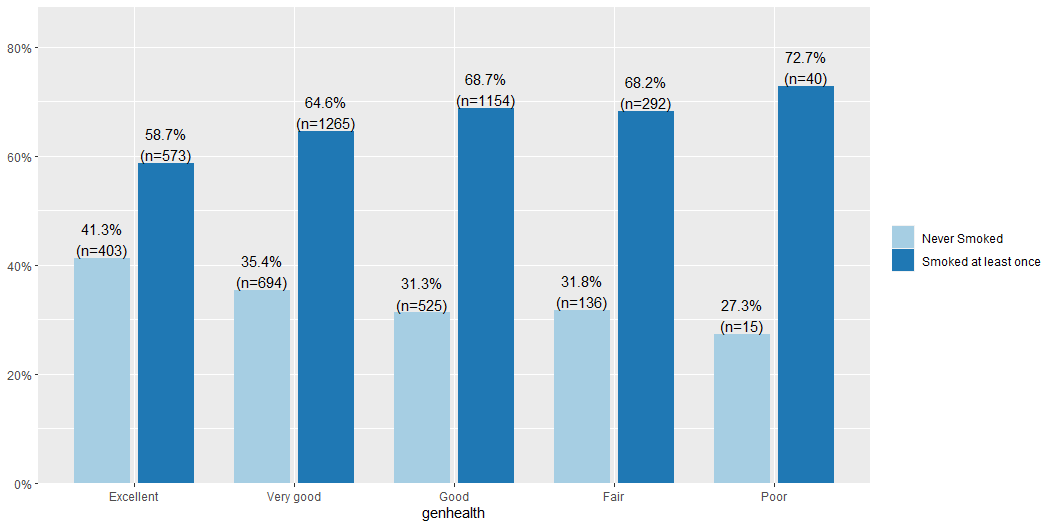 80%
60%
40%
20%
0%
41.3%
(n=403)
58.7%
(n=573)
35.4%
(n=694)
64.6%
(n=1265)
31.3%
(n=525)
68.7%
(n=1154)
31.8%
(n=136)
68.2%
(n=292)
27.3%
(n=15)
72.7%
(n=40)
Excellent
Very good
Good
Fair
Poor
genhealth
Never Smoked
Smoked at least once